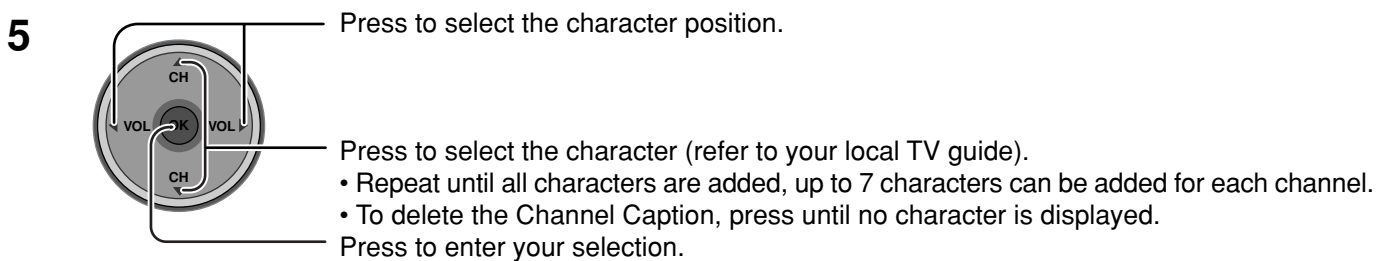 5
Press to select the character position.
CH
VOL OK VOL
Press to select the character (refer to your local TV guide).
CH
• Repeat until all characters are added, up to 7 characters can be added for each channel.
• To delete the Channel Caption, press until no character is displayed.
Press to enter your selection.